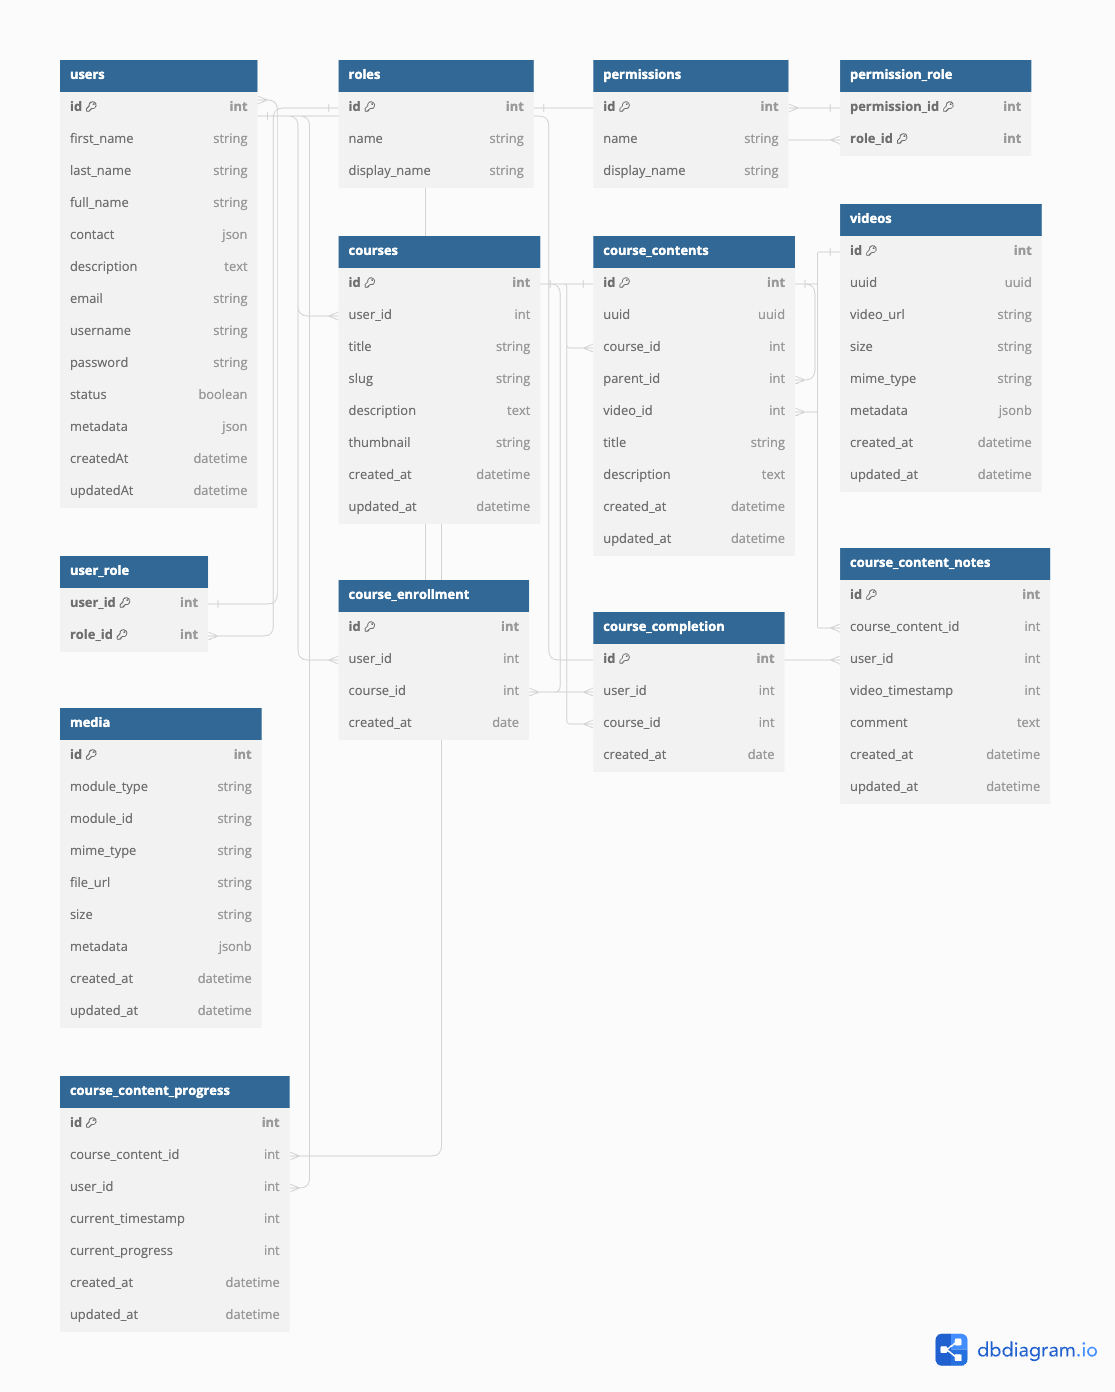 users
id int
first_name string
last_name string
full_name string
contact json
description text
email string
username string
password string
status boolean
metadata json
createdAt datetime
updatedAt datetime
roles
id int
name string
display_name string
permissions
id int
name string
display_name string
permission_role
permission_id int
role_id int
videos
id int
uuid uuid
video_url string
size string
mime_type string
metadata jsonb
created_at datetime
updated_at datetime
courses
id int
user_id int
title string
slug string
description text
thumbnail string
created_at datetime
updated_at datetime
course_contents
id int
uuid uuid
course_id int
parent_id int
video_id int
title string
description text
created_at datetime
updated_at datetime
user_role
user_id int
role_id int
course_enrollment
id int
user_id int
course_id int
created_at date
course_completion
id int
user_id int
course_id int
created_at date
course_content_notes
id int
course_content_id int
user_id int
video_timestamp int
comment text
created_at datetime
updated_at datetime
media
id int
module_type string
module_id string
mime_type string
file_url string
size string
metadata jsonb
created_at datetime
updated_at datetime
course_content_progress
id int
course_content_id int
user_id int
current_timestamp int
current_progress int
created_at datetime
updated_at datetime
dbdiagram.io